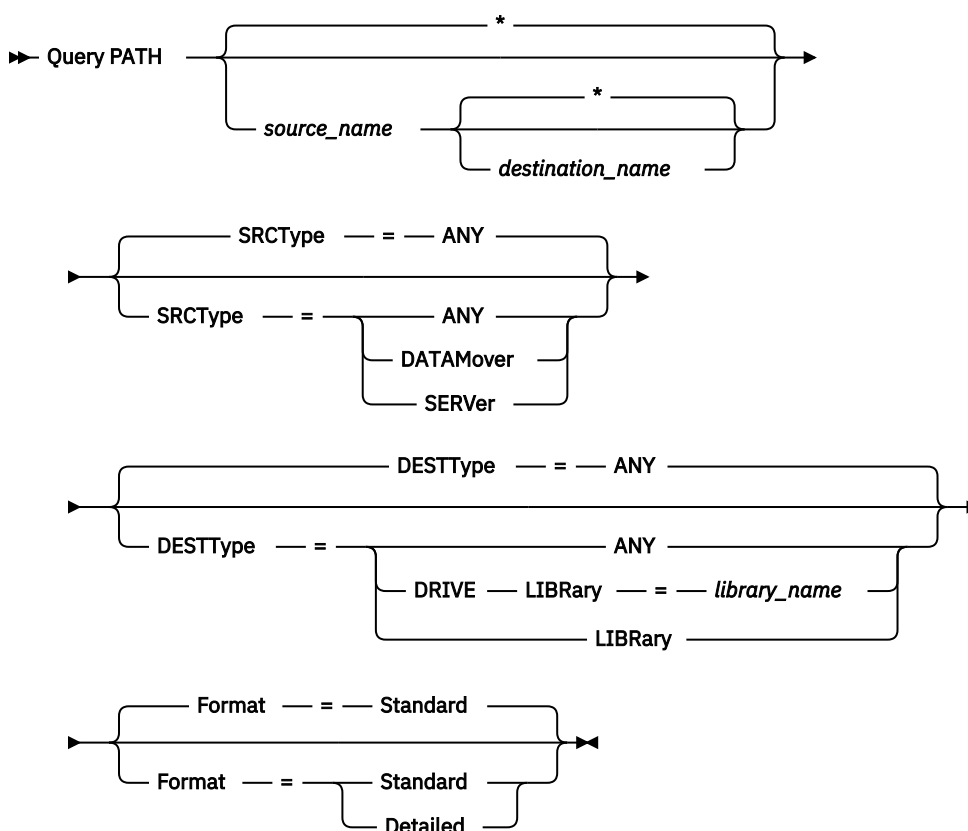 *
Query PATH
*
source_name
destination_name
SRCType = ANY
SRCType = ANY
DATAMover
SERVer
DESTType = ANY
DESTType = ANY
DRIVE LIBRary = library_name
LIBRary
Format = Standard
Format = Standard
Detailed